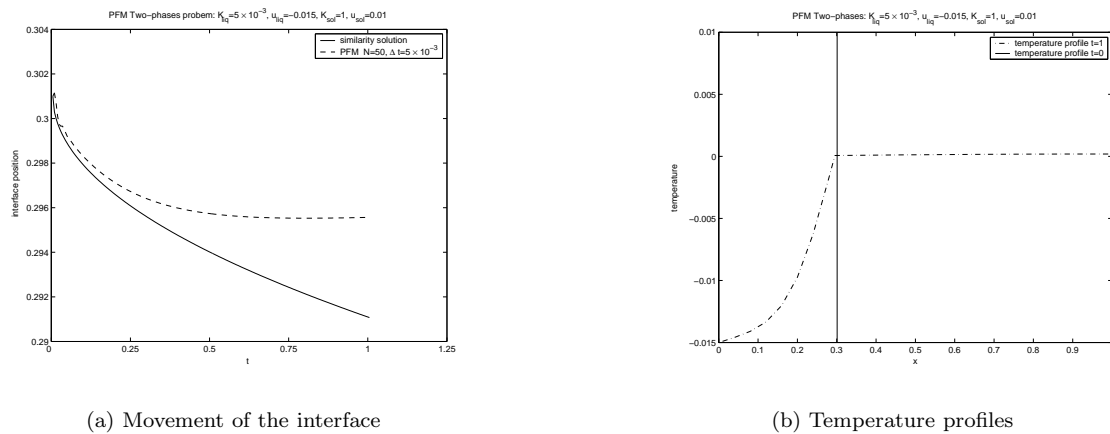 PFM Two-phases probem: K_liq=5×10^-3, u_liq=-0.015, K_sol=1, u_sol=0.01
0.304
0.302
0.3
0.298
0.296
0.294
0.292
0.29
interface position
similarity solution
PFM N=50, Δ t=5×10^-3
0
0.25
0.5
0.75
1
1.25
t
(a) Movement of the interface
PFM Two-phases: K_liq=5×10^-3, u_liq=-0.015, K_sol=1, u_sol=0.01
0.01
0.005
0
-0.005
-0.01
-0.015
temperature
temperature profile t=1
temperature profile t=0
0
0.1
0.2
0.3
0.4
0.5
0.6
0.7
0.8
0.9
x
(b) Temperature profiles